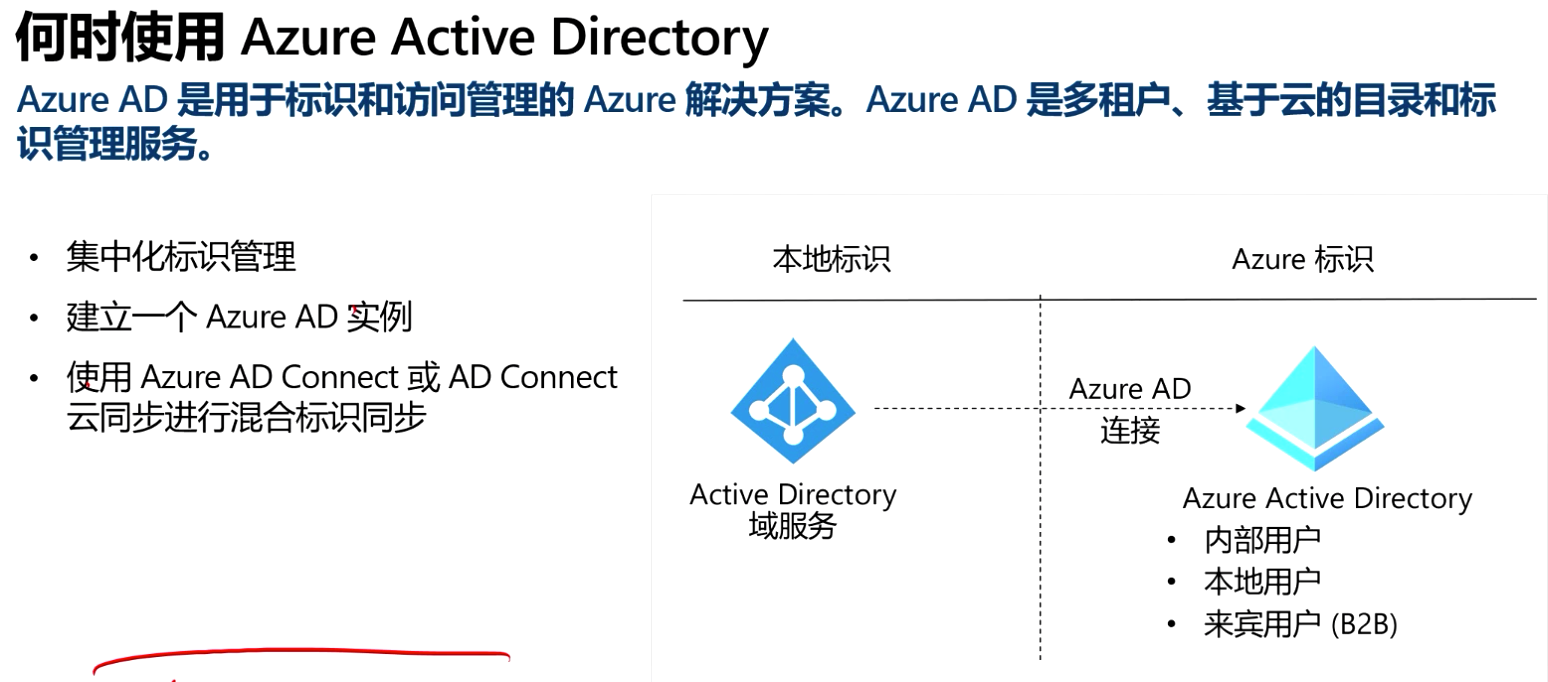 何时使用 Azure Active Directory
Azure AD 是用于标识和访问管理的 Azure 解决方案。Azure AD 是多租户、基于云的目录和标
识管理服务。
• 集中化标识管理
• 建立一个 Azure AD 实例
• 使用 Azure AD Connect 或 AD Connect
云同步进行混合标识同步
本地标识
Azure 标识
Azure AD
连接
Active Directory
域服务
Azure Active Directory
• 内部用户
• 本地用户
• 来宾用户 (B2B)